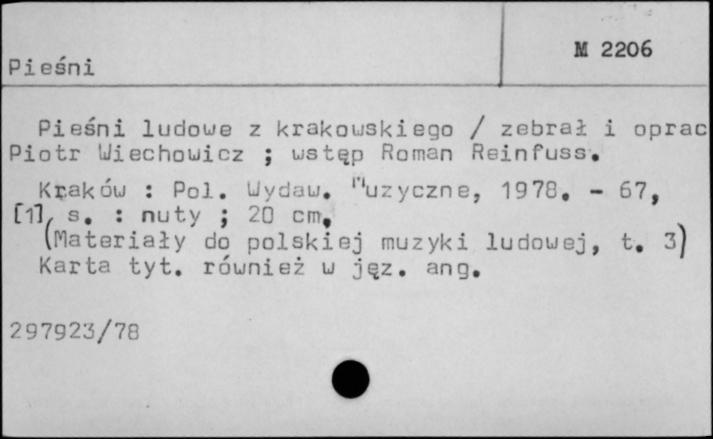 M 2206
Pieśni
Pieśni ludowe z krakowskiego / zebrał i oprac
Piotr Wiechowicz ; wstęp Roman Reinfuss.
Kraków : Pol. Wydaw. Muzyczne, 1978. - 67,
[1] s. : nuty ; 20 cm.
(Materiały do polskiej muzyki ludowej, t. 3)
Karta tyt. również w jęz. ang.
297923/78